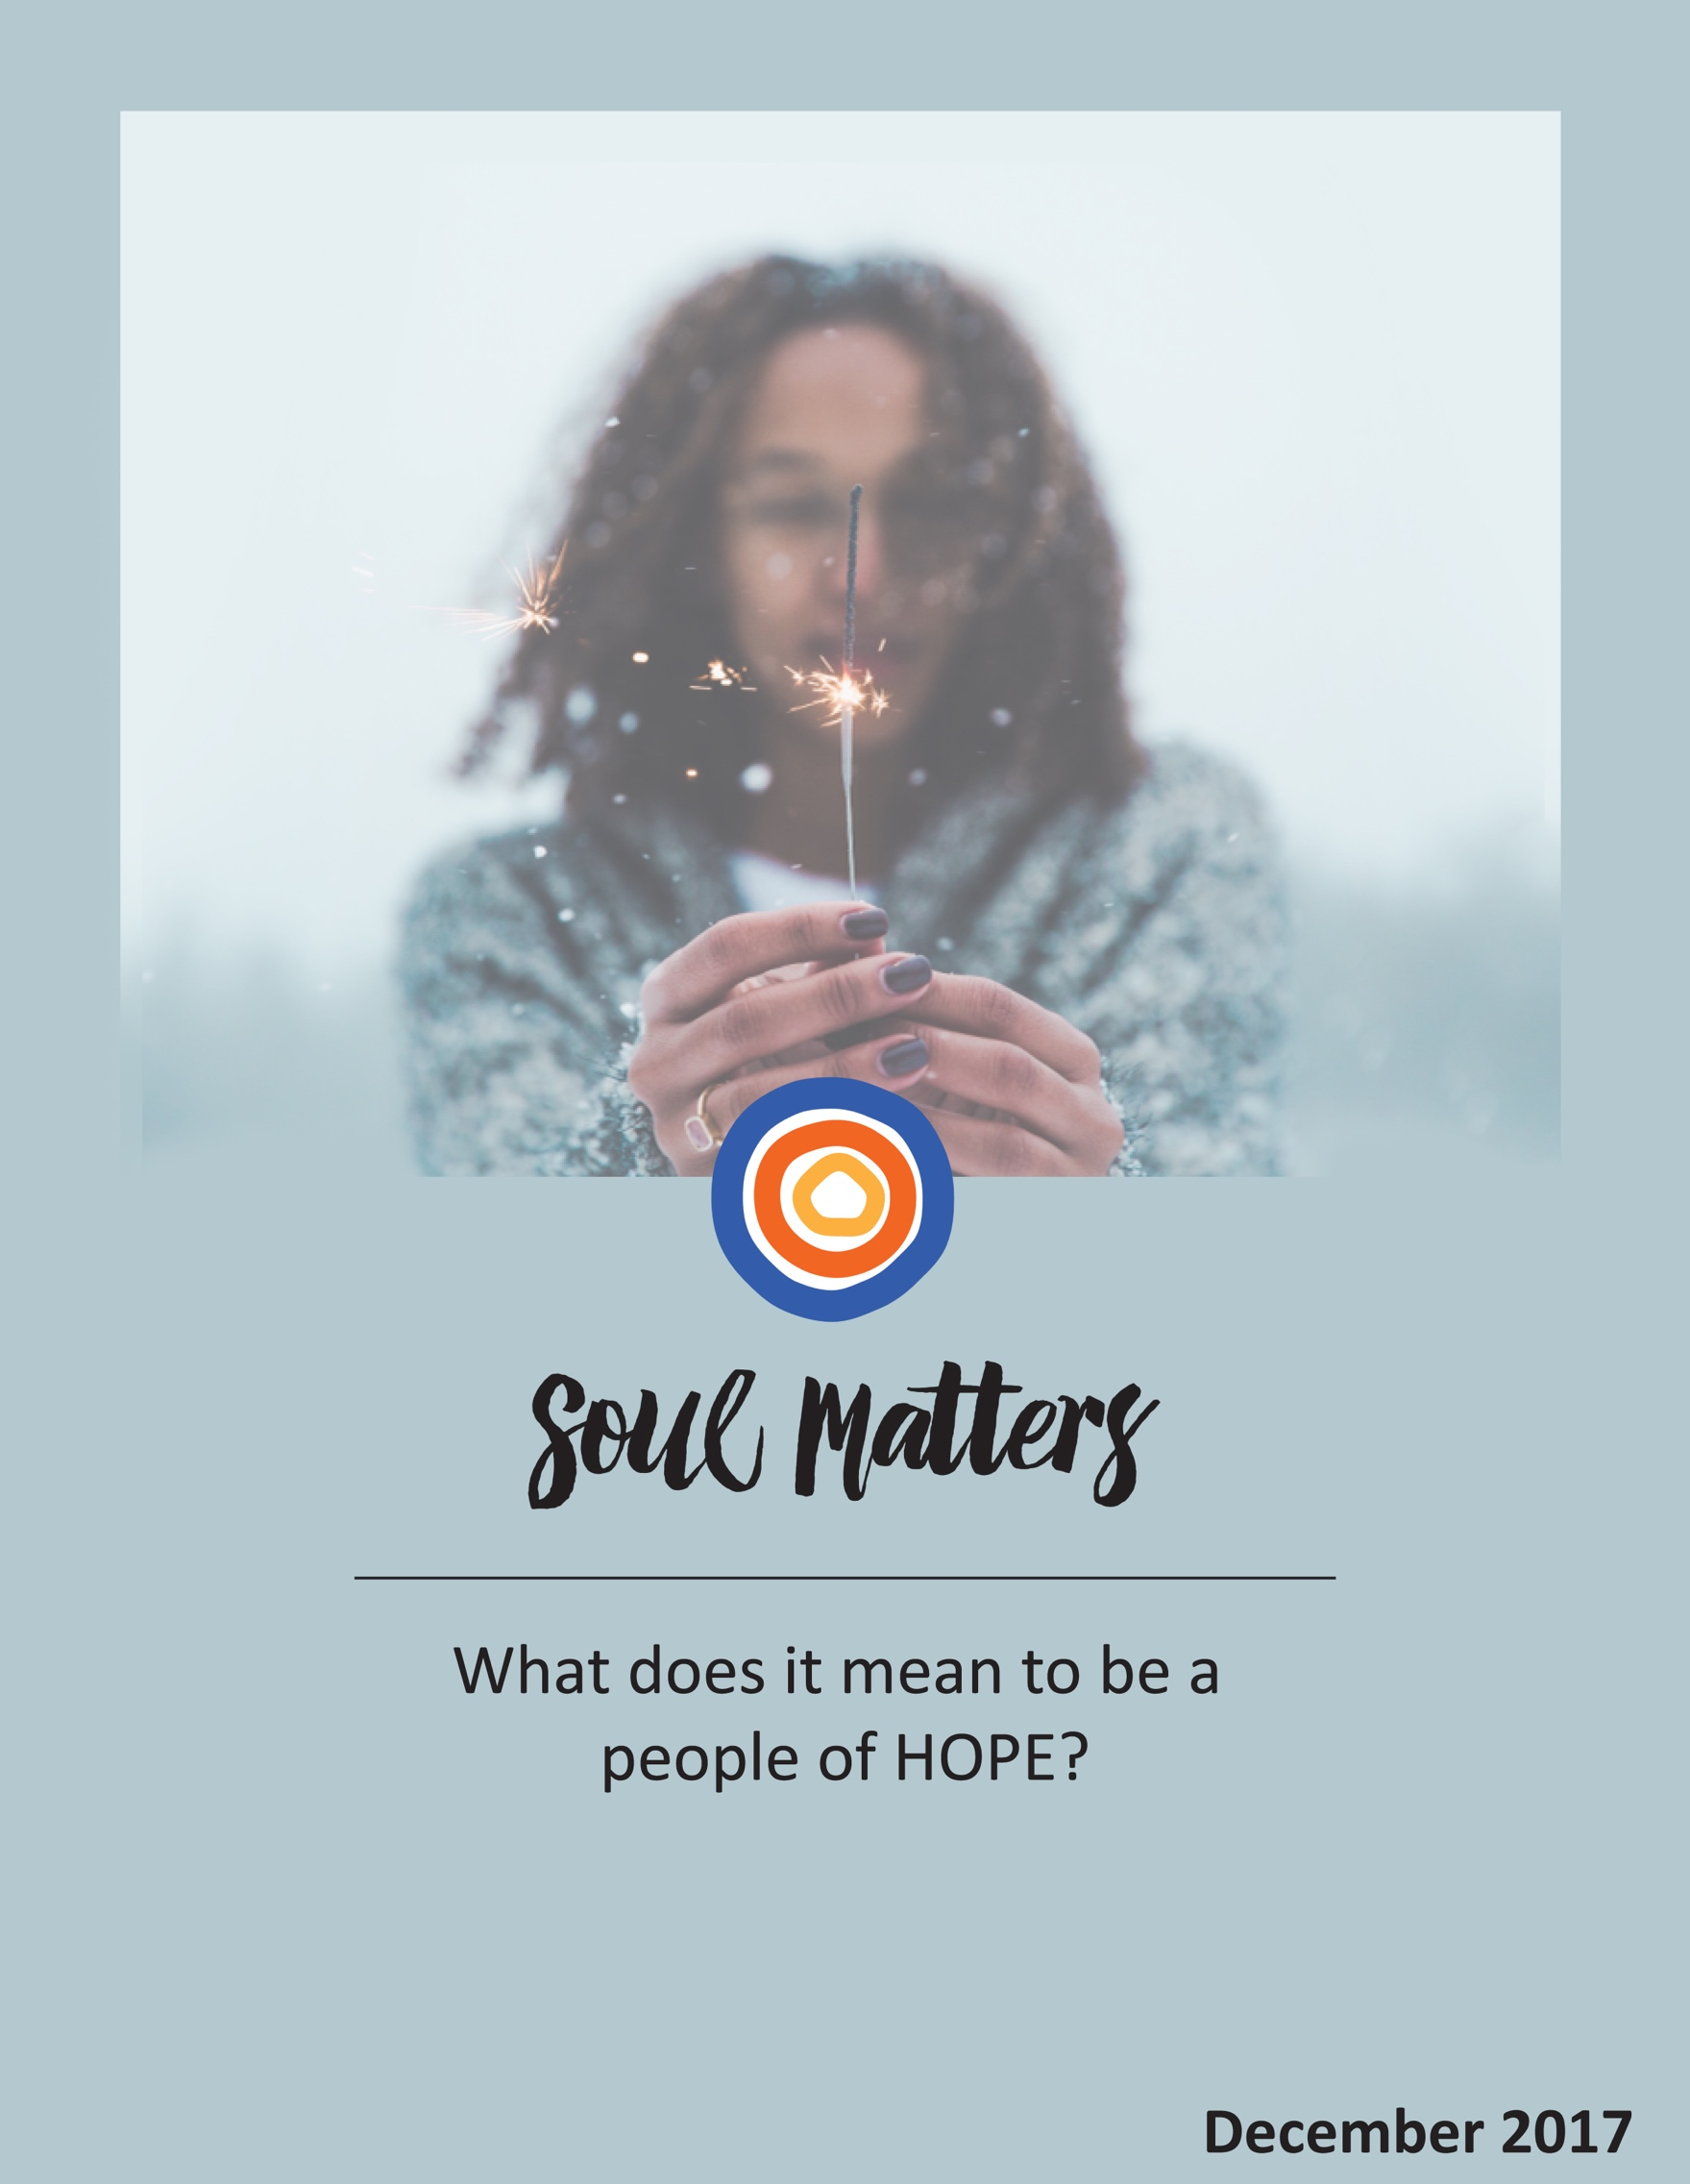 Soul Matters
What does it mean to be a
people of HOPE?
December 2017